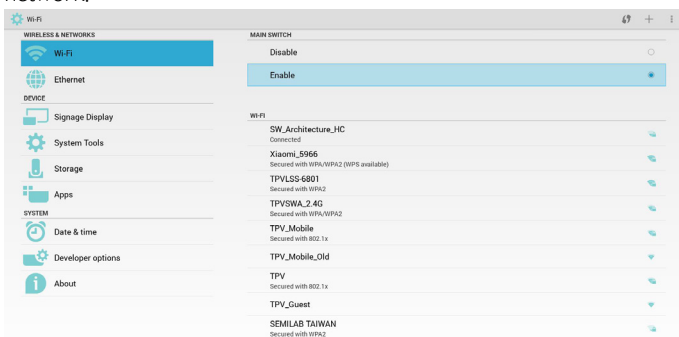 network.
Wi-Fi
WIRELESS & NETWORKS
Wi-Fi
Ethernet
DEVICE
Signage Display
System Tools
Storage
Apps
SYSTEM
Date & time
Developer options
About
MAIN SWITCH
Disable
Enable
WI-FI
SW_Architecture_HC
Connected
Xiaomi_5966
Secured with WPA/WPA2 (WPS available)
TPVLSS-6801
Secured with WPA2
TPVSWA_2.4G
Secured with WPA/WPA2
TPV_Mobile
Secured with 802.1x
TPV_Mobile_Old
TPV
Secured with 802.1x
TPV_Guest
SEMILAB TAIWAN
Secured with WPA2